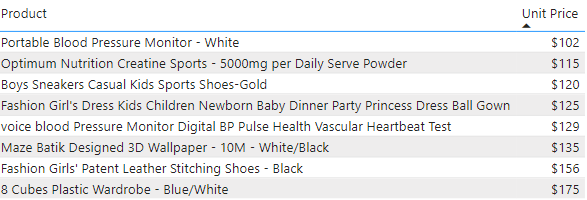 Product Unit Price
Portable Blood Pressure Monitor - White $102
Optimum Nutrition Creatine Sports - 5000mg per Daily Serve Powder $115
Boys Sneakers Casual Kids Sports Shoes-Gold $120
Fashion Girl's Dress Kids Children Newborn Baby Dinner Party Princess Dress Ball Gown $125
voice blood Pressure Monitor Digital BP Pulse Health Vascular Heartbeat Test $129
Maze Batik Designed 3D Wallpaper - 10M - White/Black $135
Fashion Girls' Patent Leather Stitching Shoes - Black $156
8 Cubes Plastic Wardrobe - Blue/White $175